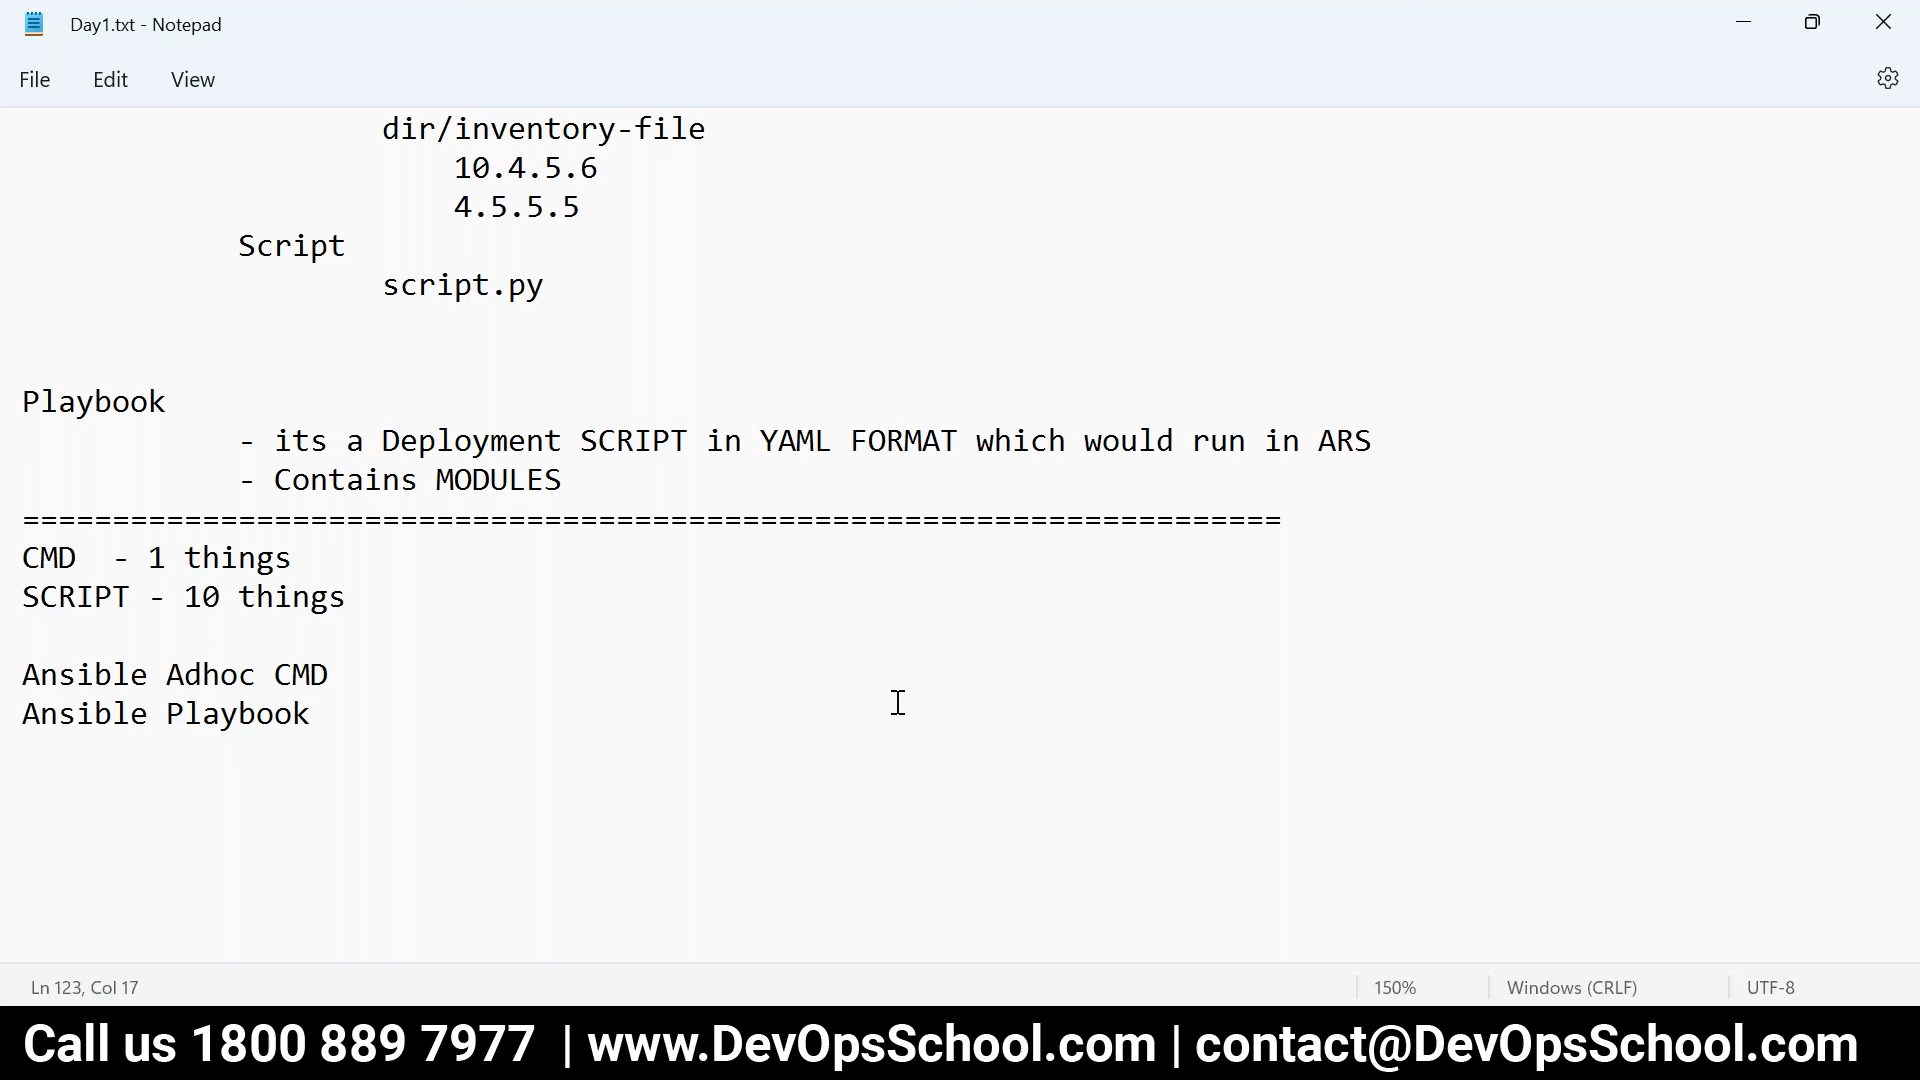 Day1.txt - Notepad
File Edit View
dir/inventory-file
10.4.5.6
4.5.5.5
Script
script.py
Playbook
- its a Deployment SCRIPT in YAML FORMAT which would run in ARS
- Contains MODULES
======================================================================
CMD - 1 things
SCRIPT - 10 things
Ansible Adhoc CMD
Ansible Playbook
Ln 123, Col 17 150% Windows (CRLF) UTF-8
Call us 1800 889 7977 | www.DevOpsSchool.com | contact@DevOpsSchool.com